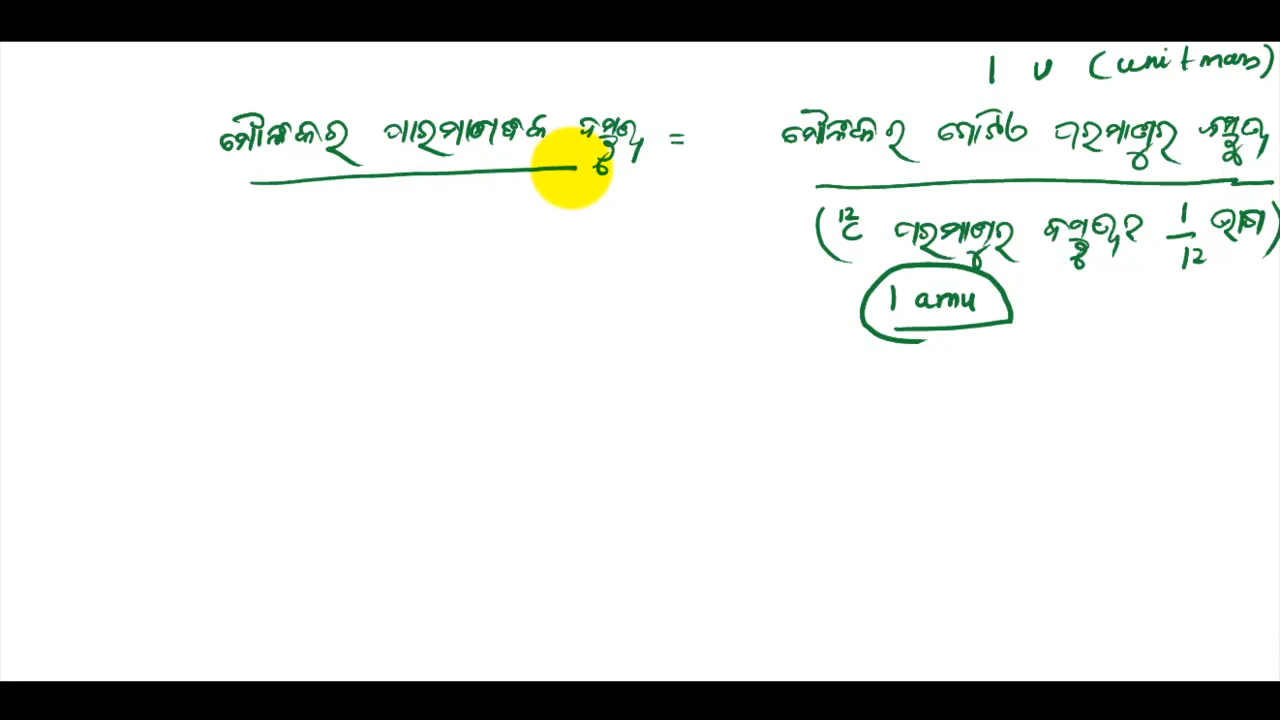 1 u (unit mass)
ମୌଳିକର ପାରମାଣବିକ ବସ୍ତୁତ୍ୱ = ମୌଳିକର ଗୋଟିଏ ପରମାଣୁର ବସ୍ତୁତ୍ୱ
(12C ପରମାଣୁର ବସ୍ତୁତ୍ୱର 1/12 ଭାଗ)
1 amu